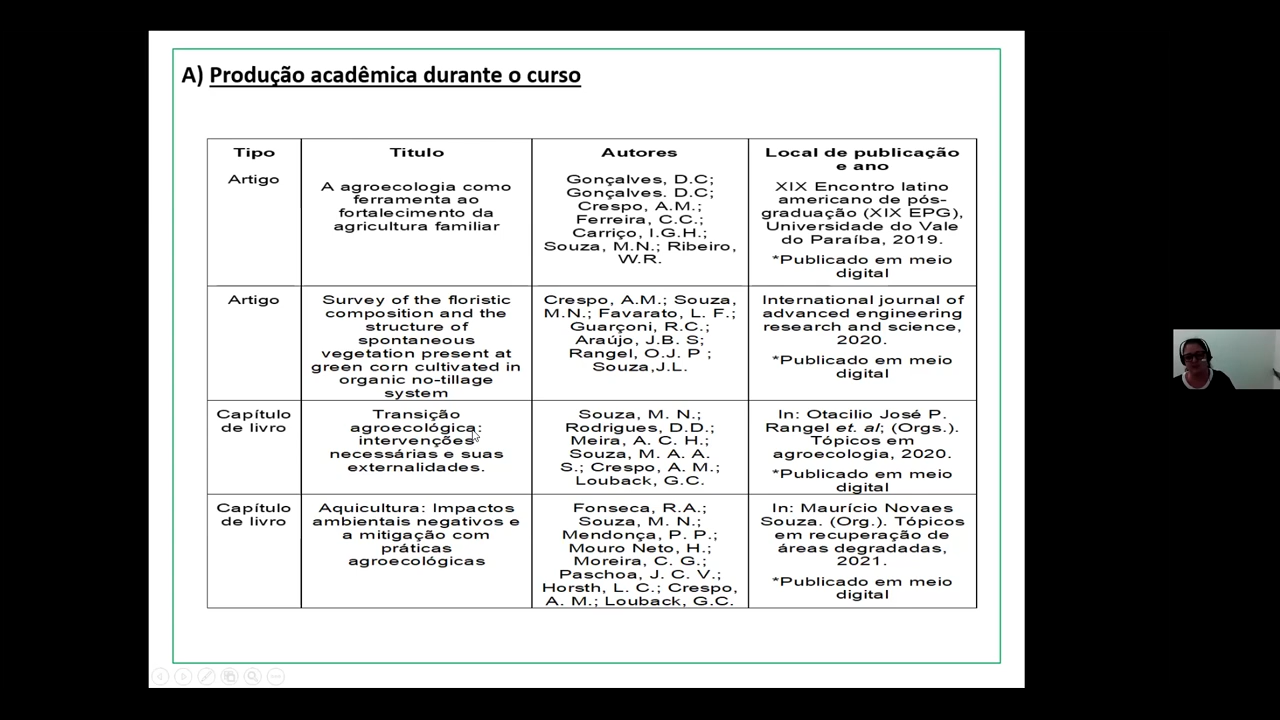 A) Produção acadêmica durante o curso
Tipo
Titulo
Autores
Local de publicação
e ano
Artigo
A agroecologia como
ferramenta ao
fortalecimento da
agricultura familiar
Gonçalves, D.C;
Gonçalves. D.C;
Crespo, A.M.;
Ferreira, C.C.;
Carriço, I.G.H.;
Souza, M.N.; Ribeiro,
W.R.
XIX Encontro latino
americano de pós-
graduação (XIX EPG),
Universidade do Vale
do Paraíba, 2019.
*Publicado em meio
digital
Artigo
Survey of the floristic
composition and the
structure of
spontaneous
vegetation present at
green corn cultivated in
organic no-tillage
system
Crespo, A.M.; Souza,
M.N.; Favarato, L. F.;
Guarçoni, R.C.;
Araújo, J.B. S;
Rangel, O.J. P ;
Souza,J.L.
International journal of
advanced engineering
research and science,
2020.
*Publicado em meio
digital
Capítulo
de livro
Transição
agroecológica:
intervenções
necessárias e suas
externalidades.
Souza, M. N.;
Rodrigues, D.D.;
Meira, A. C. H.;
Souza, M. A. A.
S.; Crespo, A. M.;
Louback, G.C.
In: Otacilio José P.
Rangel et. al; (Orgs.).
Tópicos em
agroecologia, 2020.
*Publicado em meio
digital
Capítulo
de livro
Aquicultura: Impactos
ambientais negativos e
a mitigação com
práticas
agroecológicas
Fonseca, R.A.;
Souza, M. N.;
Mendonça, P. P.;
Mouro Neto, H.;
Moreira, C. G.;
Paschoa, J. C. V.;
Horsth, L. C.; Crespo,
A. M.; Louback, G.C.
In: Maurício Novaes
Souza. (Org.). Tópicos
em recuperação de
áreas degradadas,
2021.
*Publicado em meio
digital